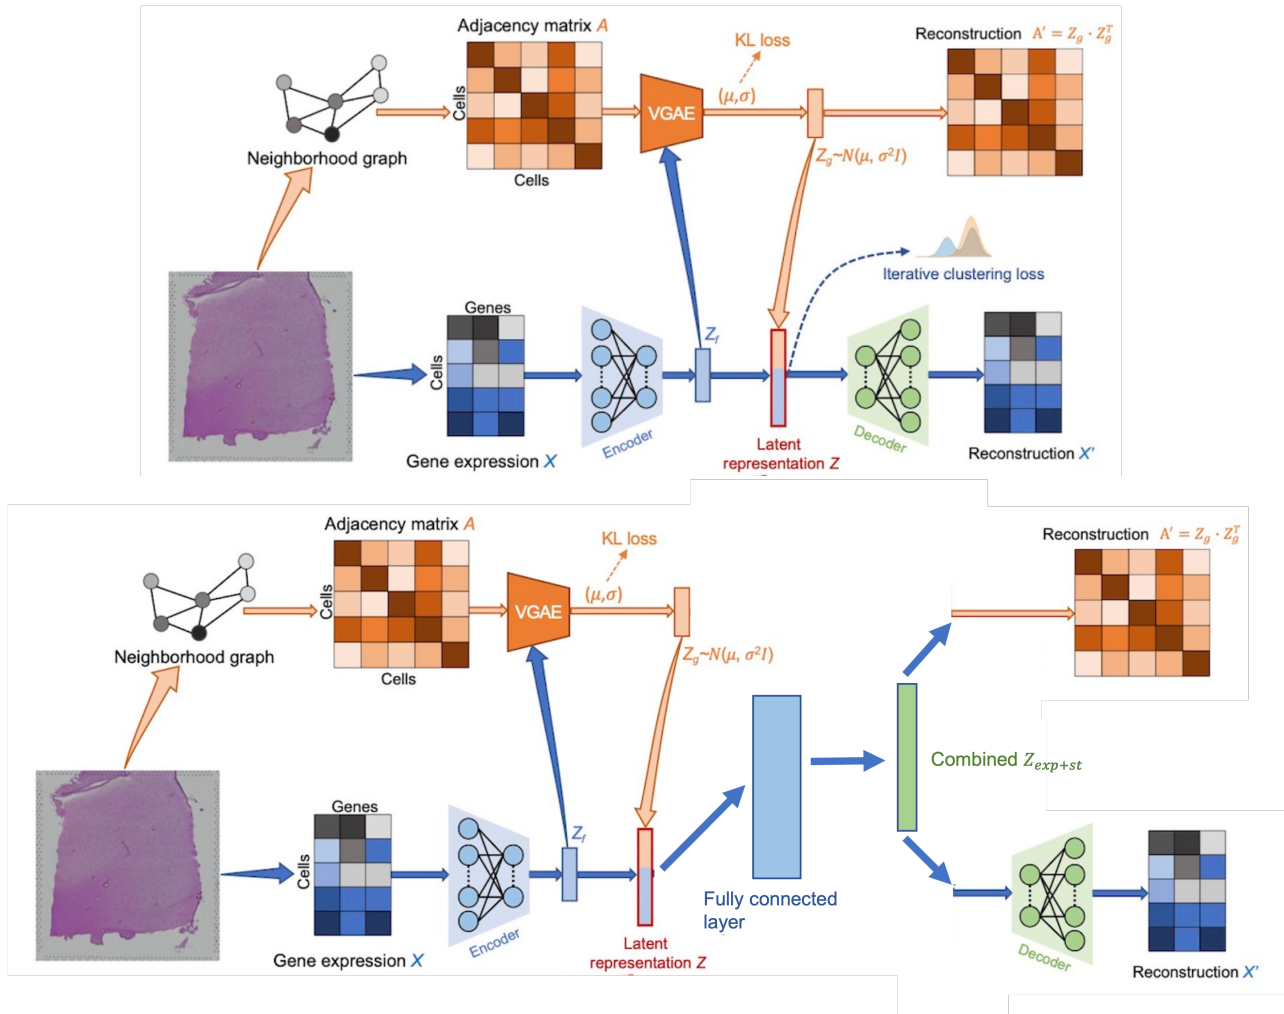 Adjacency matrix A
Reconstruction A′ = Z_g · Z_g^T
KL loss
Cells
VGAE
(μ,σ)
Neighborhood graph
Z_g~N(μ, σ²I)
Cells
Iterative clustering loss
Genes
Cells
Z_f
Encoder
Decoder
Gene expression X
Latent
representation Z
Reconstruction X'
Adjacency matrix A
Reconstruction A′ = Z_g · Z_g^T
KL loss
Cells
VGAE
(μ,σ)
Neighborhood graph
Z_g~N(μ, σ²I)
Cells
Combined Z_exp+st
Genes
Cells
Z_f
Fully connected
layer
Encoder
Decoder
Gene expression X
Latent
representation Z
Reconstruction X'